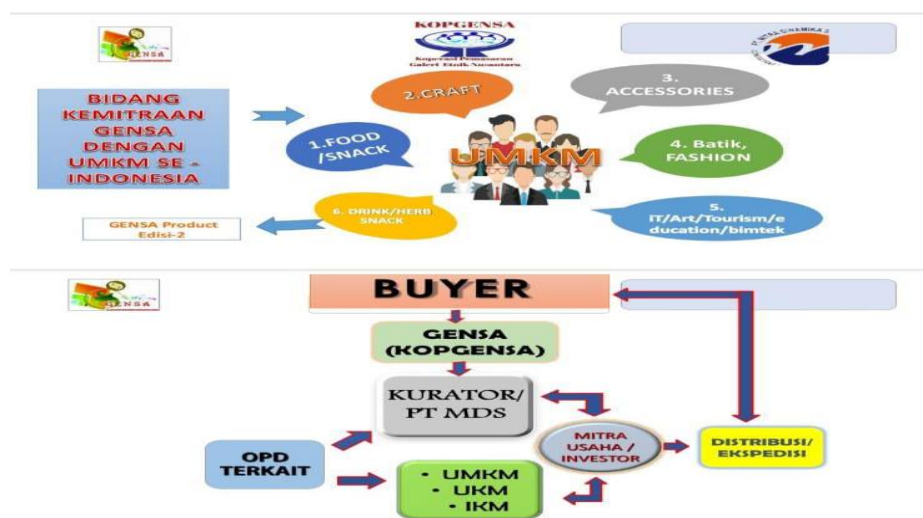 GENSA
KOPGENSA
Koperasi Pemasaran
Galeri Etnik Nusantara
BIDANG
KEMITRAAN
GENSA
DENGAN
UMKM SE -
INDONESIA
2.CRAFT
3.
ACCESSORIES
1.FOOD
/SNACK
UMKM
4. Batik,
FASHION
6. DRINK/HERB
SNACK
5.
IT/Art/Tourism/e
ducation/bimtek
GENSA Product
Edisi-2
GENSA
BUYER
GENSA
(KOPGENSA)
KURATOR/
PT MDS
OPD
TERKAIT
• UMKM
• UKM
• IKM
MITRA
USAHA /
INVESTOR
DISTRIBUSI/
EKSPEDISI